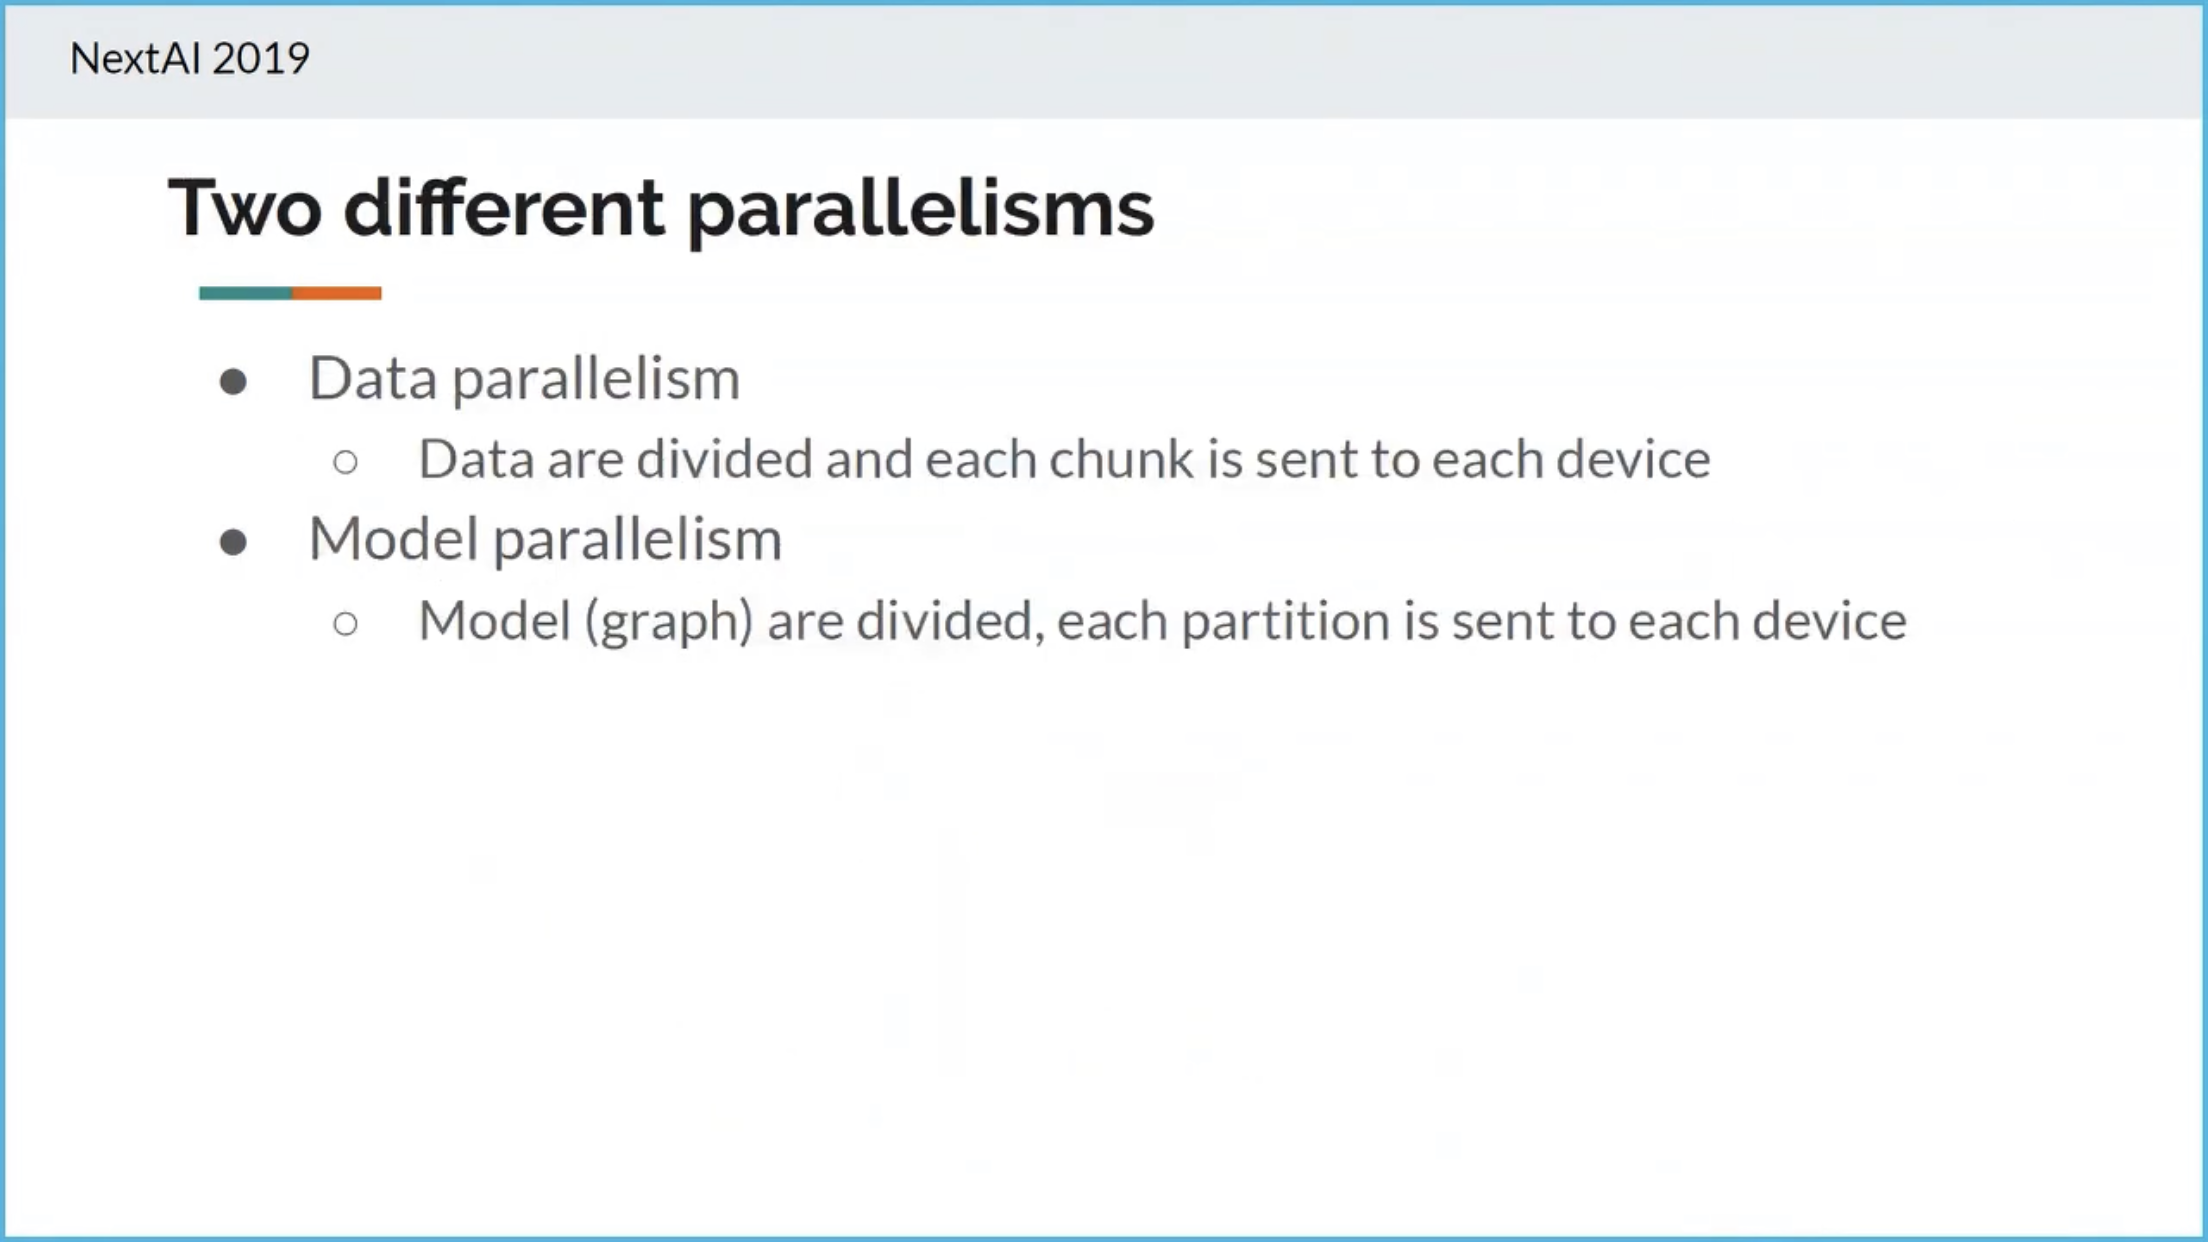 NextAI 2019
Two different parallelisms
● Data parallelism
○ Data are divided and each chunk is sent to each device
● Model parallelism
○ Model (graph) are divided, each partition is sent to each device